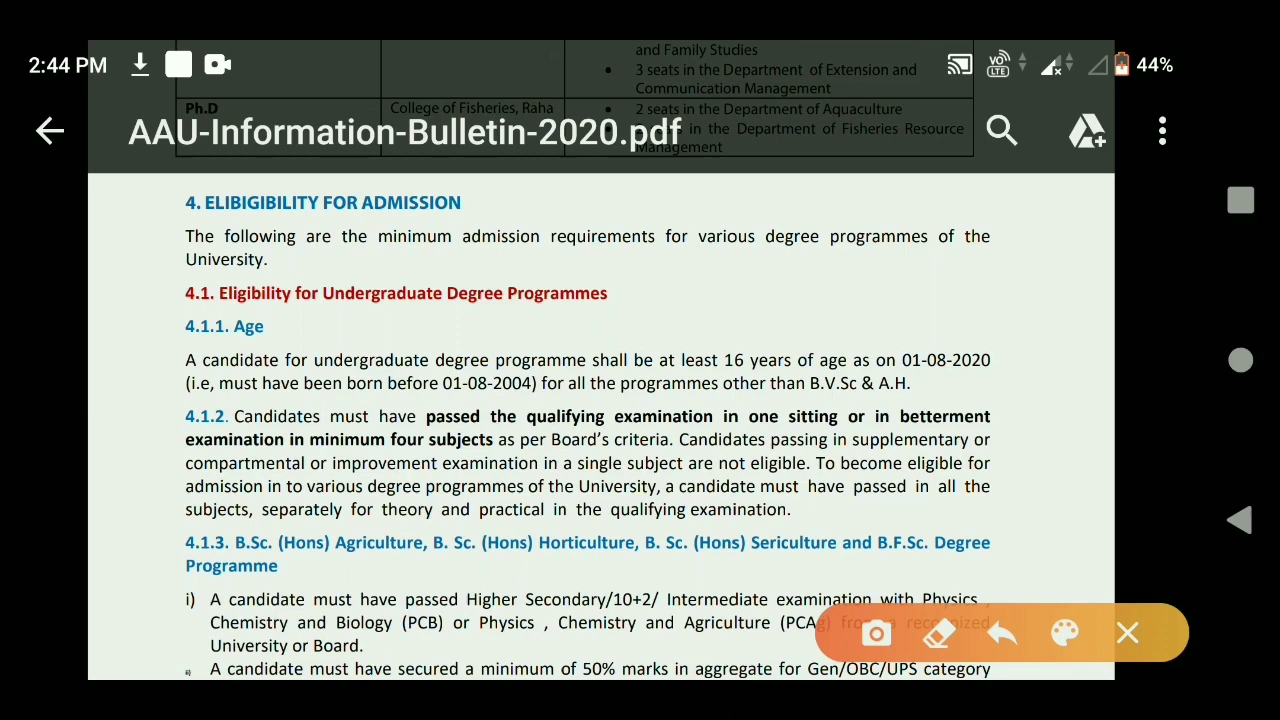 2:44 PM
VO
LTE
44%
and Family Studies
• 3 seats in the Department of Extension and
Communication Management
Ph.D
College of Fisheries, Raha
• 2 seats in the Department of Aquaculture
in the Department of Fisheries Resource
Management
AAU-Information-Bulletin-2020.pdf
4. ELIBIGIBILITY FOR ADMISSION
The following are the minimum admission requirements for various degree programmes of the
University.
4.1. Eligibility for Undergraduate Degree Programmes
4.1.1. Age
A candidate for undergraduate degree programme shall be at least 16 years of age as on 01-08-2020
(i.e, must have been born before 01-08-2004) for all the programmes other than B.V.Sc & A.H.
4.1.2. Candidates must have passed the qualifying examination in one sitting or in betterment
examination in minimum four subjects as per Board's criteria. Candidates passing in supplementary or
compartmental or improvement examination in a single subject are not eligible. To become eligible for
admission in to various degree programmes of the University, a candidate must have passed in all the
subjects, separately for theory and practical in the qualifying examination.
4.1.3. B.Sc. (Hons) Agriculture, B. Sc. (Hons) Horticulture, B. Sc. (Hons) Sericulture and B.F.Sc. Degree
Programme
i) A candidate must have passed Higher Secondary/10+2/ Intermediate examination with Physics ,
Chemistry and Biology (PCB) or Physics , Chemistry and Agriculture (PCAg) from a recognized
University or Board.
ii) A candidate must have secured a minimum of 50% marks in aggregate for Gen/OBC/UPS category